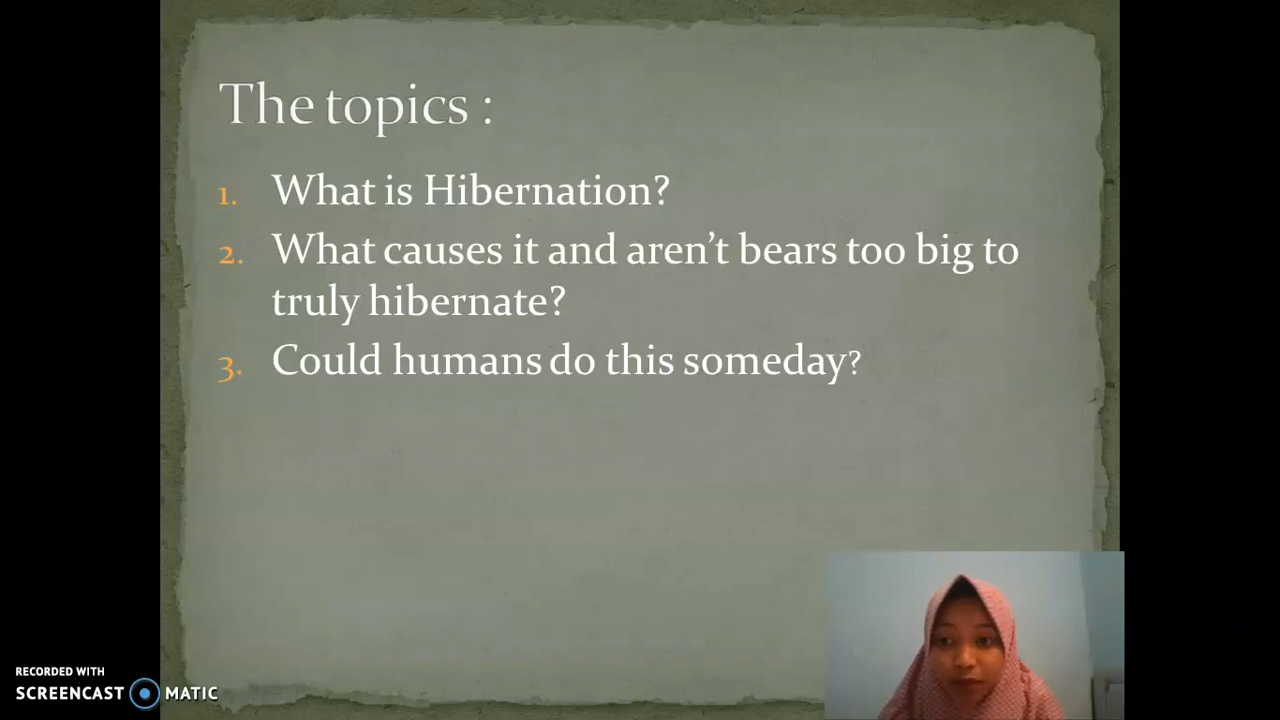 The topics :
1. What is Hibernation?
2. What causes it and aren't bears too big to
truly hibernate?
3. Could humans do this someday?
RECORDED WITH
SCREENCAST MATIC